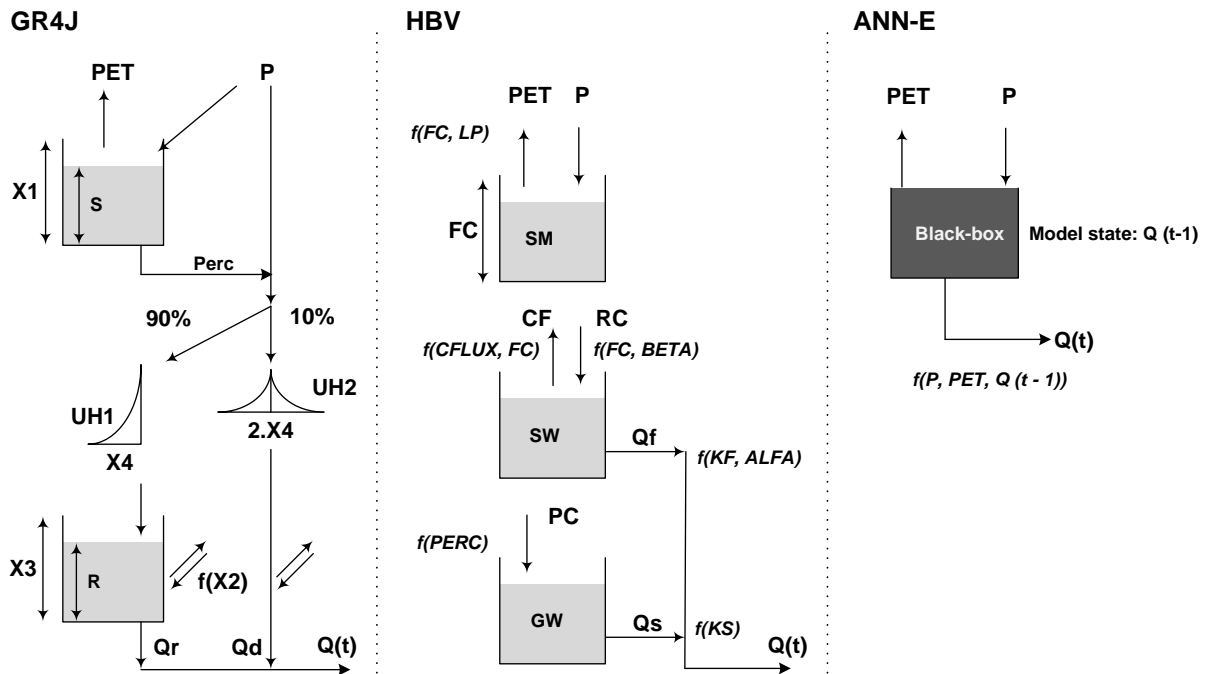 GR4J
PET
P
X1
S
Perc
90%
10%
UH1
UH2
X4
2.X4
X3
R
f(X2)
Qr
Qd
Q(t)
HBV
PET
P
f(FC, LP)
FC
SM
CF
RC
f(CFLUX, FC)
f(FC, BETA)
SW
Qf
f(KF, ALFA)
PC
f(PERC)
GW
Qs
f(KS)
Q(t)
ANN-E
PET
P
Black-box
Model state: Q (t-1)
Q(t)
f(P, PET, Q (t - 1))